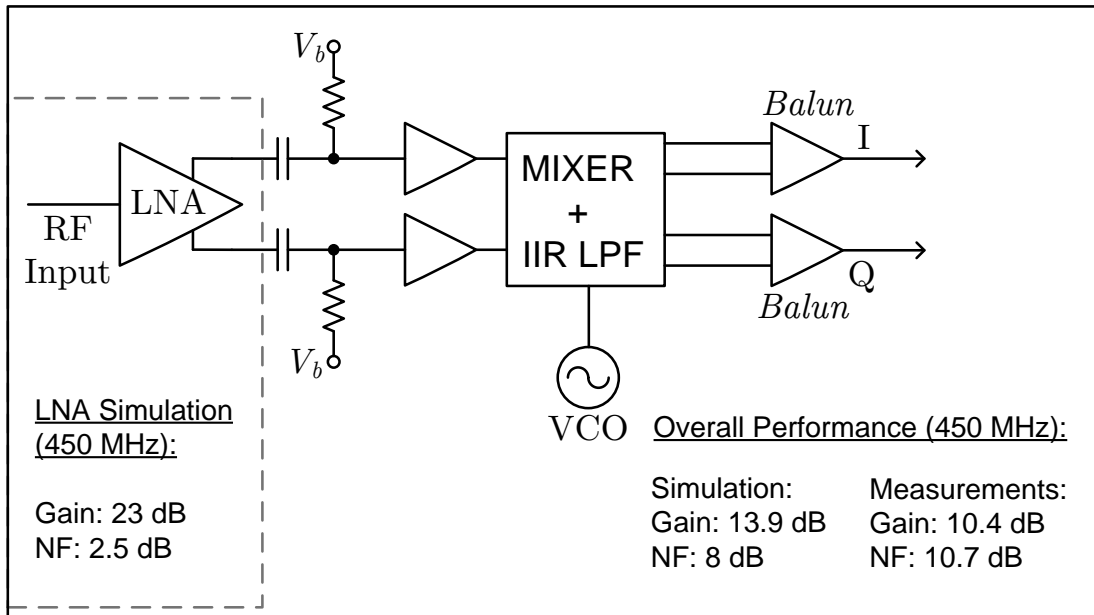 V_b
Balun
I
LNA
RF
Input
MIXER
+
IIR LPF
Q
Balun
V_b
VCO
LNA Simulation
(450 MHz):
Gain: 23 dB
NF: 2.5 dB
Overall Performance (450 MHz):
Simulation:
Gain: 13.9 dB
NF: 8 dB
Measurements:
Gain: 10.4 dB
NF: 10.7 dB